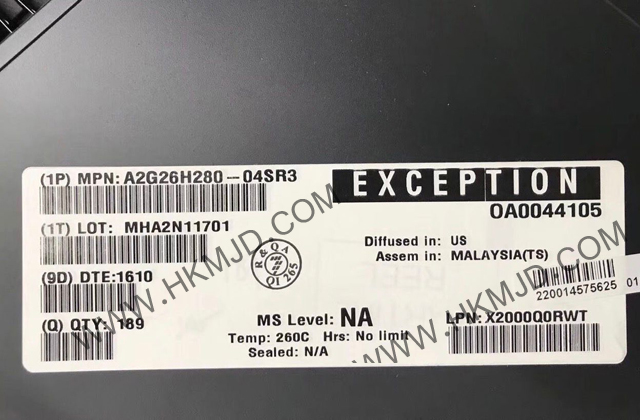 (1P) MPN: A2G26H280-04SR3
EXCEPTION
0A0044105
(1T) LOT: MHA2N11701
Diffused in: US
Assem in: MALAYSIA(TS)
R & Q A
QI 265
(9D) DTE:1610
220014575625 01
(Q) QTY: 189
MS Level: NA
LPN: X2000Q0RWT
Temp: 260C Hrs: No limit
Sealed: N/A
WWW.HKMJD.COM
WWW.HKMJD.COM
WWW.HKMJD.COM